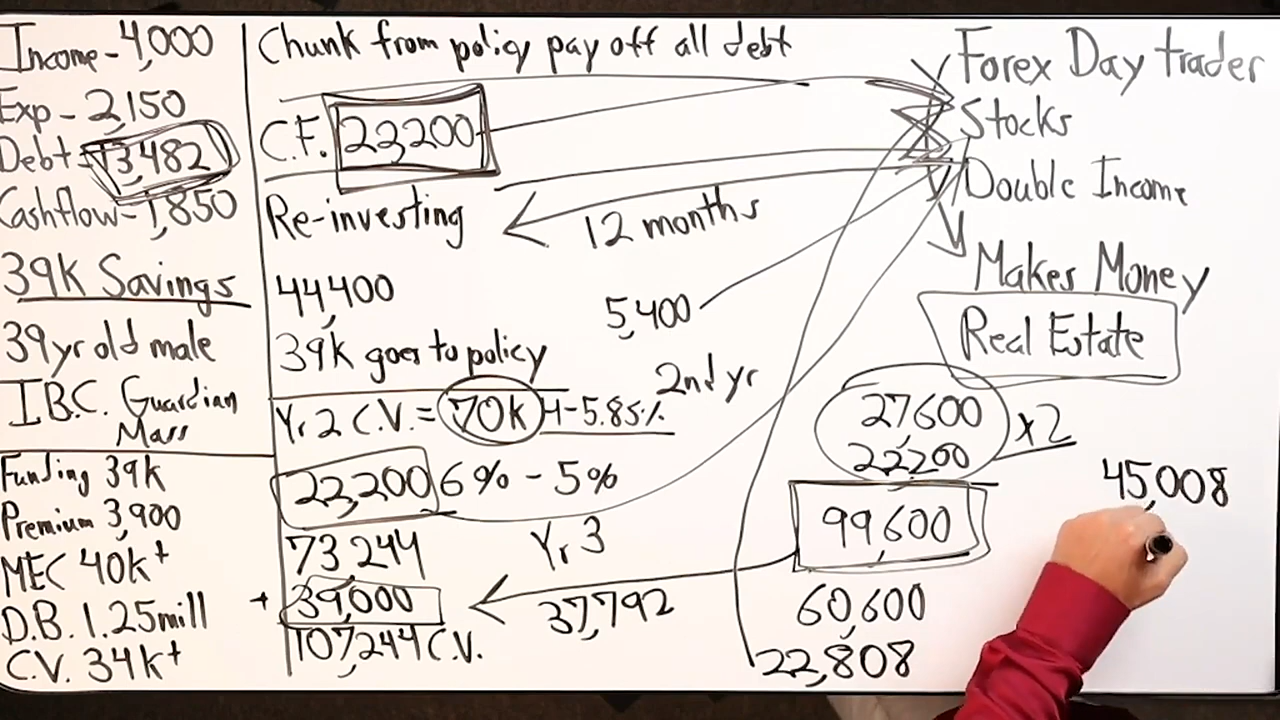 Income - 4,000
Exp - 2,150
Debt - 13,482
Cashflow - 1,850
39K Savings
39yr old male
I.B.C. Guardian
Mass
Funding 39k
Premium 3,900
MEC 40k+
D.B. 1.25mill
C.V. 34k+
Chunk from policy pay off all debt
C.F. 23,200
Re-investing
12 months
44,400
5,400
39k goes to policy
2nd yr
Yr 2 C.V. = 70k + - 5.85%
22,200 6% - 5%
73,244
Yr 3
+ 39,000
37,792
107,244 C.V.
Forex Day trader
Stocks
Double Income
Makes Money
Real Estate
27,600
22,200
x2
99,600
60,600
22,808
45,008